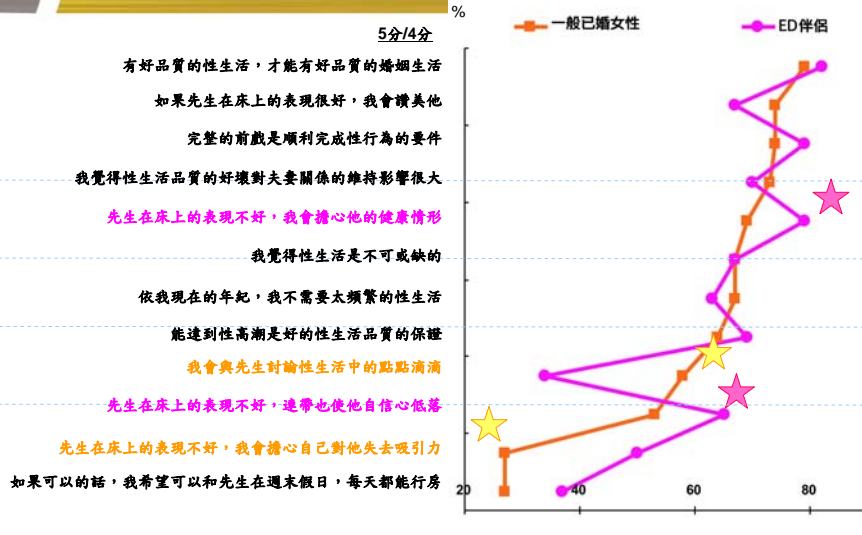 %
一般已婚女性
ED伴侶
5分/4分
有好品質的性生活，才能有好品質的婚姻生活
如果先生在床上的表現很好，我會讚美他
完整的前戲是順利完成性行為的要件
我覺得性生活品質的好壞對夫妻關係的維持影響很大
先生在床上的表現不好，我會擔心他的健康情形
我覺得性生活是不可或缺的
依我現在的年紀，我不需要太頻繁的性生活
能達到性高潮是好的性生活品質的保證
我會與先生討論性生活中的點點滴滴
先生在床上的表現不好，連帶也使他自信心低落
先生在床上的表現不好，我會擔心自己對他失去吸引力
如果可以的話，我希望可以和先生在週末假日，每天都能行房
20 40 60 80